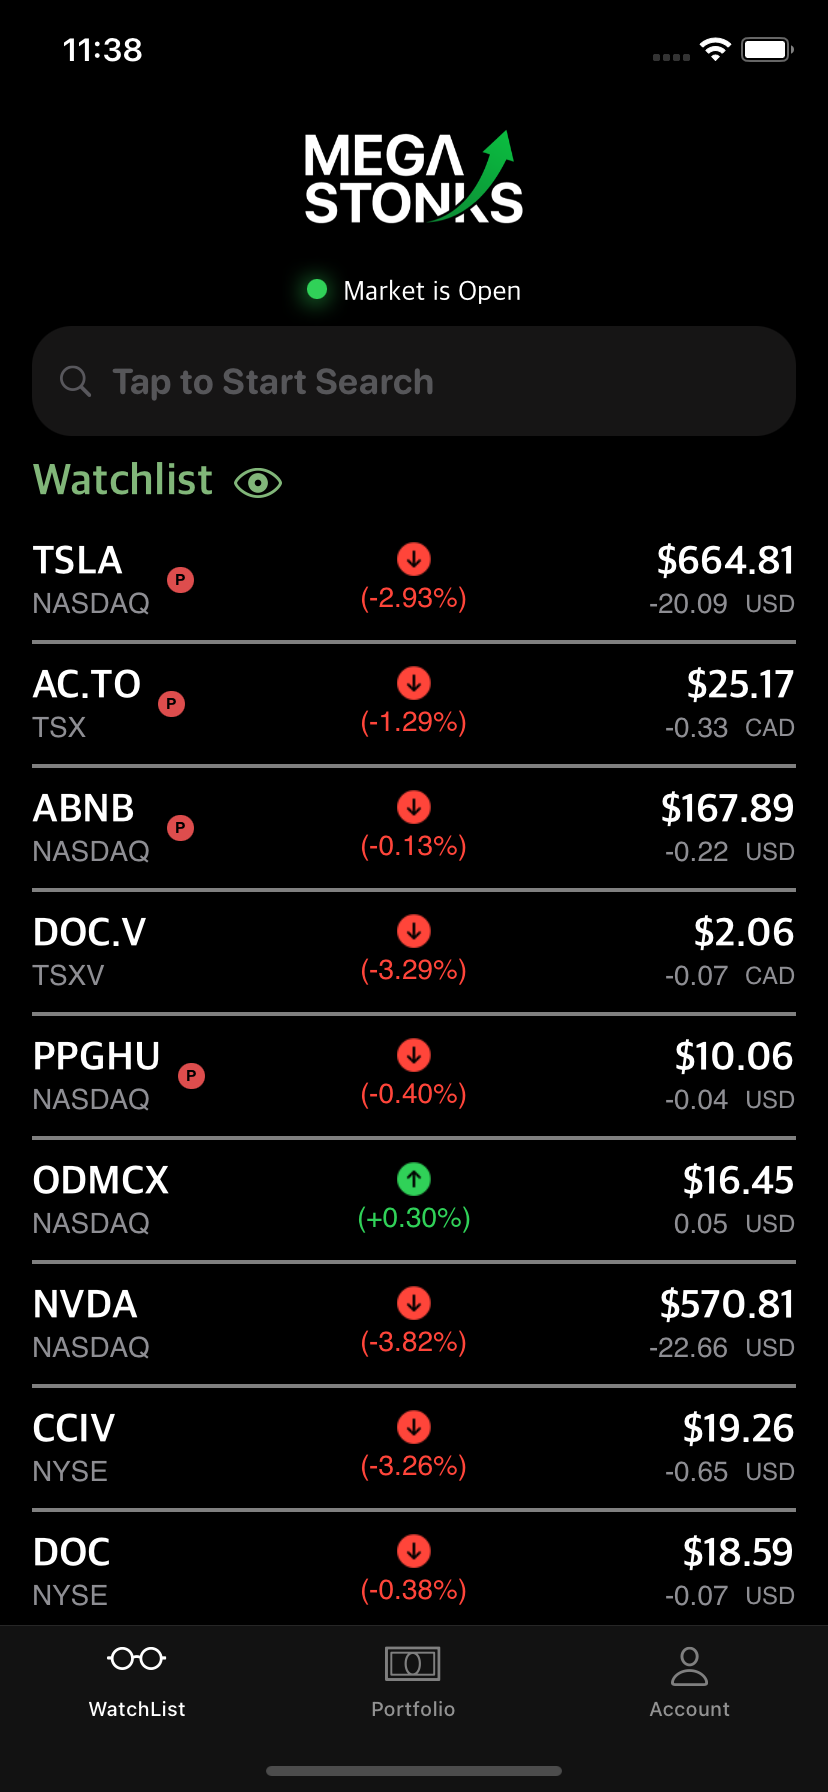 11:38
MEGA
STONKS
Market is Open
Tap to Start Search
Watchlist
TSLA $664.81
NASDAQ P (-2.93%) -20.09 USD
AC.TO $25.17
TSX P (-1.29%) -0.33 CAD
ABNB $167.89
NASDAQ P (-0.13%) -0.22 USD
DOC.V $2.06
TSXV (-3.29%) -0.07 CAD
PPGHU $10.06
NASDAQ P (-0.40%) -0.04 USD
ODMCX $16.45
NASDAQ (+0.30%) 0.05 USD
NVDA $570.81
NASDAQ (-3.82%) -22.66 USD
CCIV $19.26
NYSE (-3.26%) -0.65 USD
DOC $18.59
NYSE (-0.38%) -0.07 USD
WatchList Portfolio Account